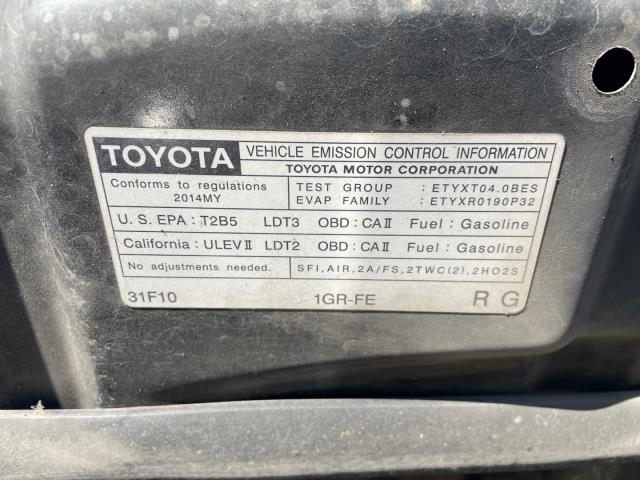 TOYOTA
VEHICLE EMISSION CONTROL INFORMATION
TOYOTA MOTOR CORPORATION
Conforms to regulations
2014MY
TEST GROUP : ETYXT04.0BES
EVAP FAMILY : ETYXR0190P32
U.S. EPA : T2B5 LDT3 OBD : CAⅡ Fuel : Gasoline
California : ULEVⅡ LDT2 OBD : CAⅡ Fuel : Gasoline
No adjustments needed. SFI,AIR,2A/FS,2TWC(2),2HO2S
31F10 1GR-FE R G